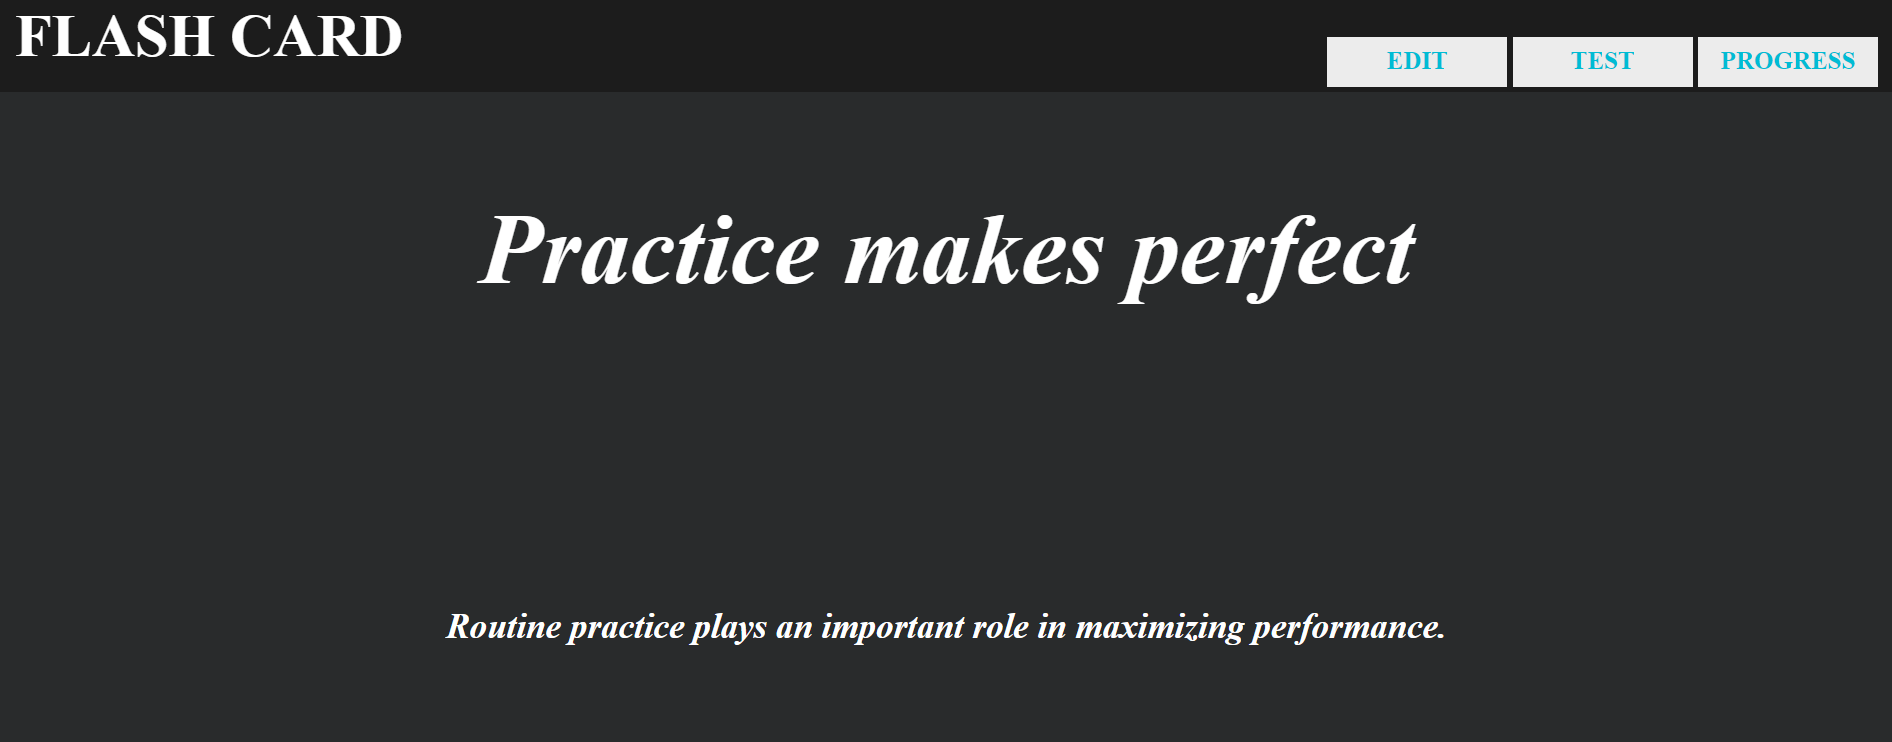 FLASH CARD
EDIT TEST PROGRESS
Practice makes perfect
Routine practice plays an important role in maximizing performance.